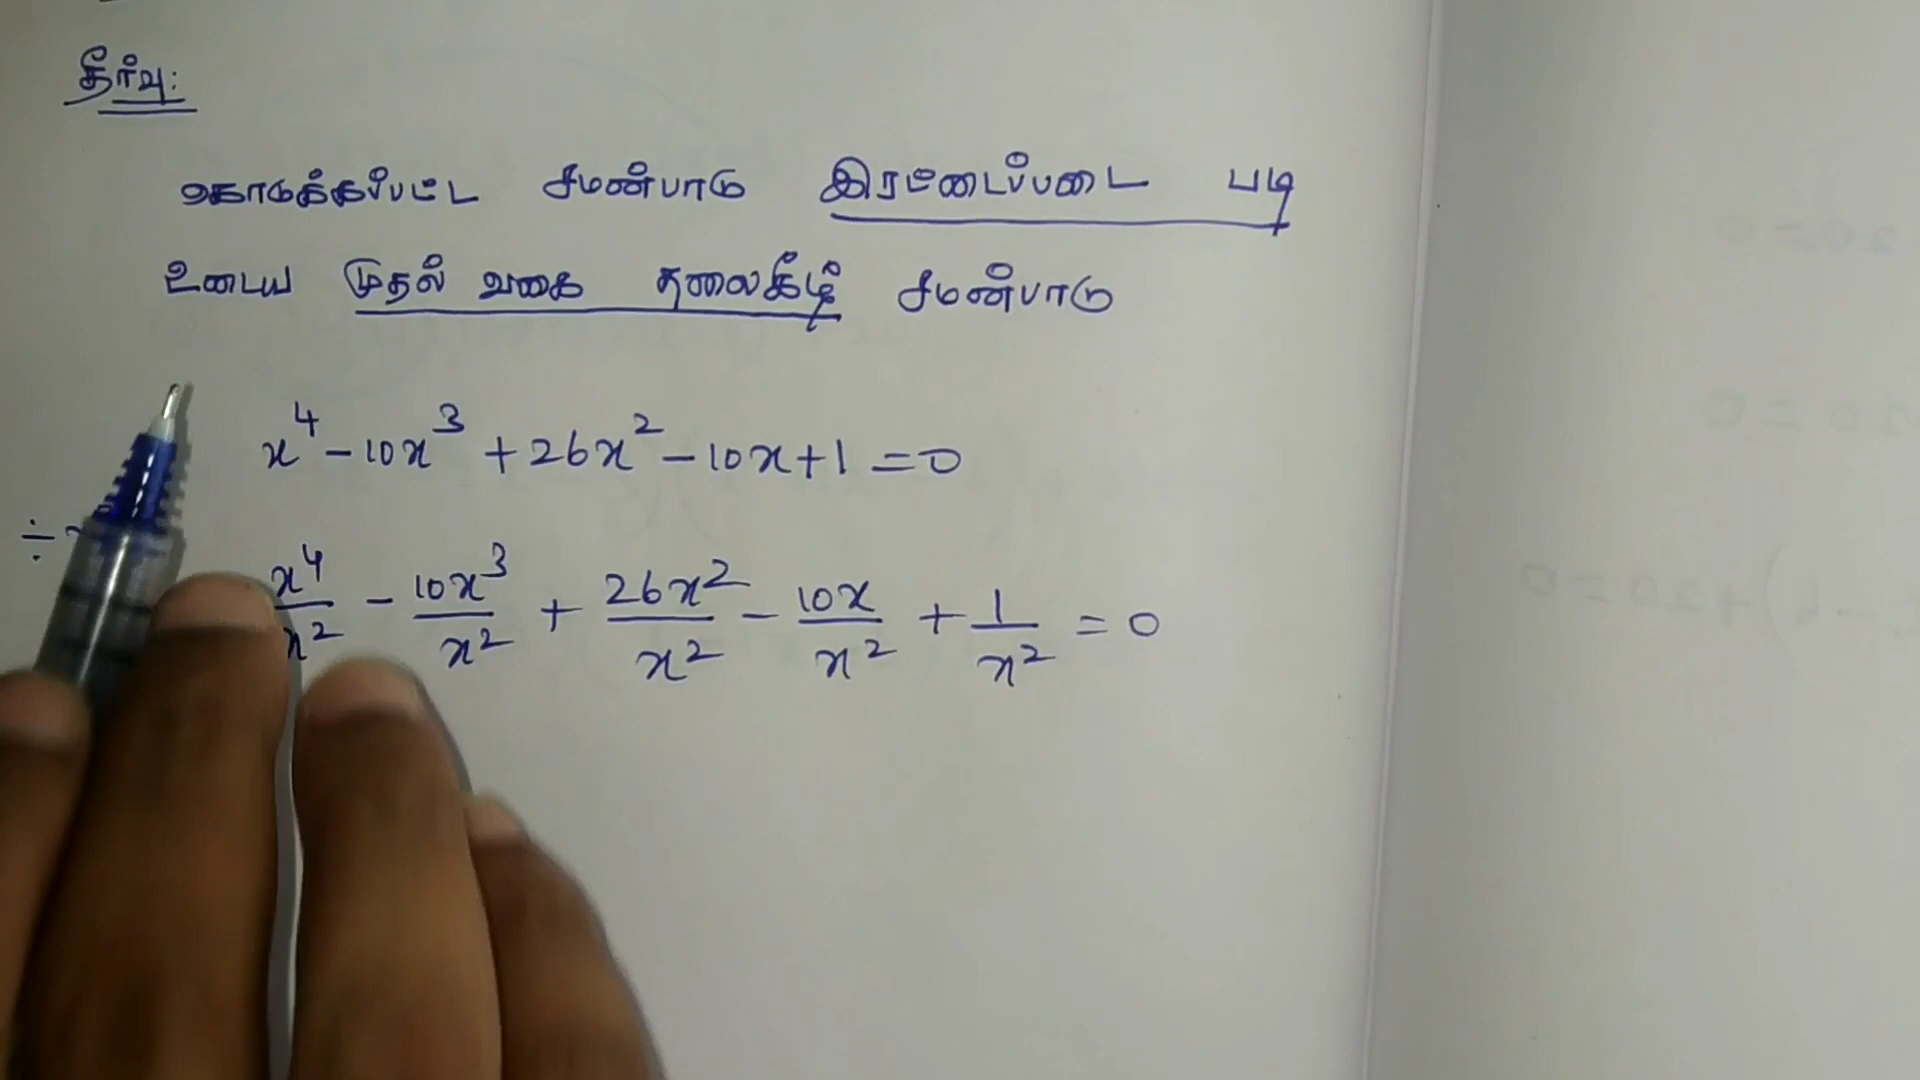 தீர்வு:
கொடுக்கப்பட்ட சமன்பாடு இரட்டைப்படை படி
உடைய முதல் வகை தலைகீழ் சமன்பாடு
x⁴ - 10x³ + 26x² - 10x + 1 = 0
÷ x⁴/x² - 10x³/x² + 26x²/x² - 10x/x² + 1/x² = 0